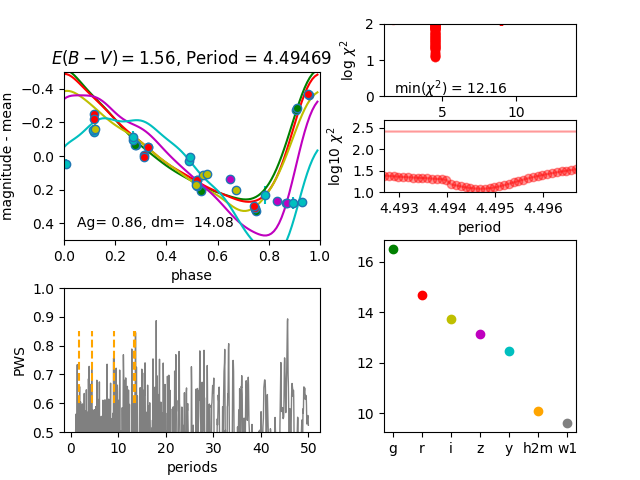 E(B − V) = 1.56, Period = 4.49469
magnitude - mean
−0.4
−0.2
0.0
0.2
0.4
Ag= 0.86, dm= 14.08
0.0 0.2 0.4 0.6 0.8 1.0
phase
log χ²
2
1
0
min(χ²) = 12.16
5 10
log10 χ²
2.5
2.0
1.5
1.0
4.493 4.494 4.495 4.496
period
PWS
1.0
0.9
0.8
0.7
0.6
0.5
0 10 20 30 40 50
periods
16
14
12
10
g r i z y h2m w1